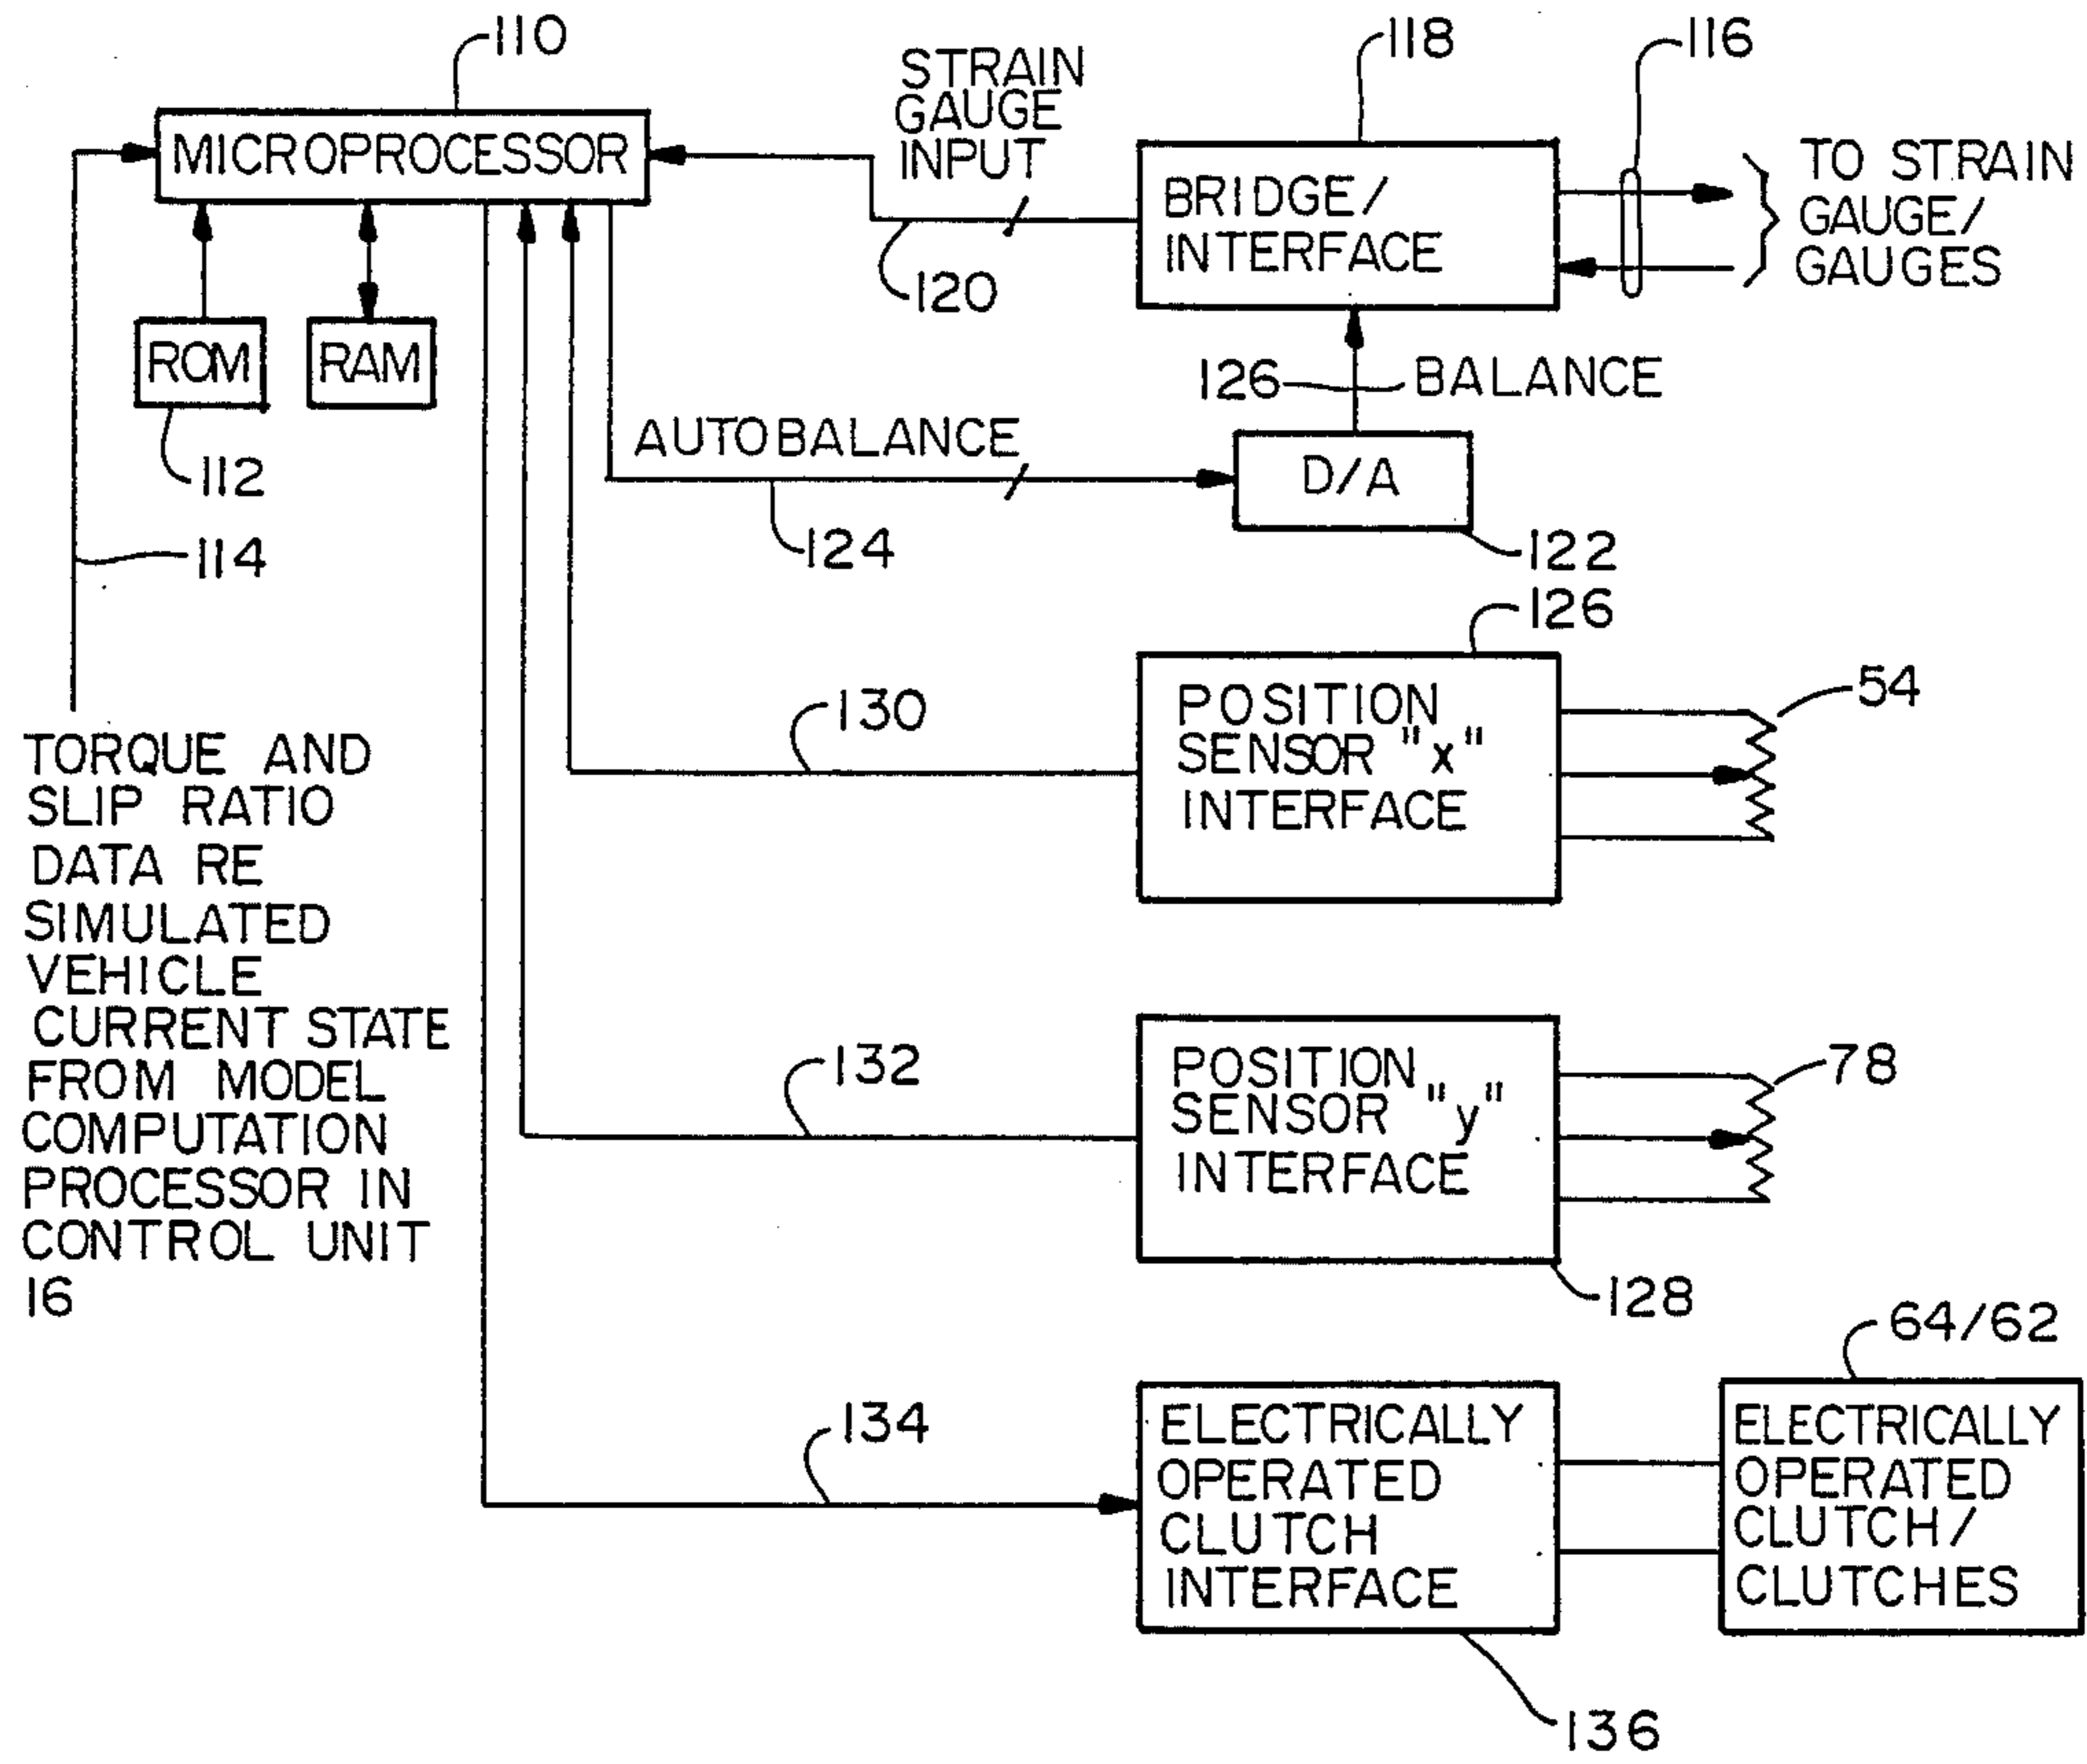 110
118
116
STRAIN
GAUGE
INPUT
MICROPROCESSOR
BRIDGE/
INTERFACE
TO STRAIN
GAUGE/
GAUGES
120
ROM
RAM
126
BALANCE
AUTOBALANCE
D/A
112
124
122
114
126
POSITION
SENSOR "x"
INTERFACE
54
130
TORQUE AND
SLIP RATIO
DATA RE
SIMULATED
VEHICLE
CURRENT STATE
FROM MODEL
COMPUTATION
PROCESSOR IN
CONTROL UNIT
16
132
POSITION
SENSOR "y"
INTERFACE
78
128
64/62
134
ELECTRICALLY
OPERATED
CLUTCH
INTERFACE
ELECTRICALLY
OPERATED
CLUTCH/
CLUTCHES
136